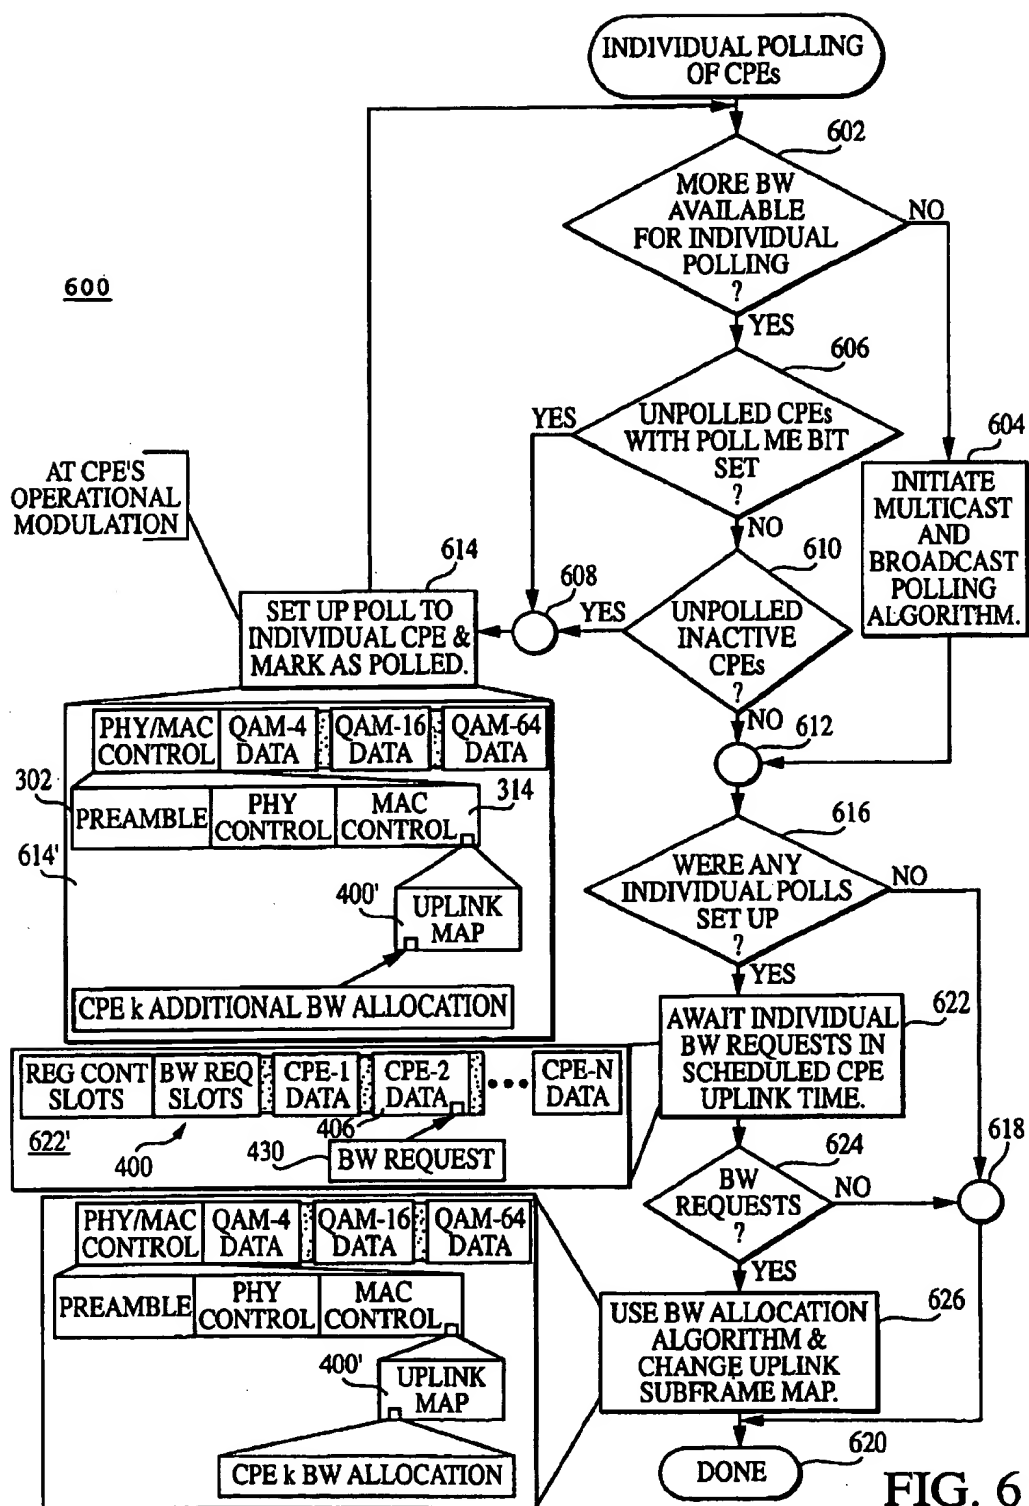 INDIVIDUAL POLLING
OF CPEs
602
MORE BW
AVAILABLE
FOR INDIVIDUAL
POLLING
?
NO
600
YES
606
UNPOLLED CPEs
WITH POLL ME BIT
SET
?
YES
604
INITIATE
MULTICAST
AND
BROADCAST
POLLING
ALGORITHM.
AT CPE'S
OPERATIONAL
MODULATION
NO
610
614
608
SET UP POLL TO
INDIVIDUAL CPE &
MARK AS POLLED.
YES
UNPOLLED
INACTIVE
CPEs
?
NO
612
PHY/MAC
CONTROL
QAM-4
DATA
QAM-16
DATA
QAM-64
DATA
302
PREAMBLE
PHY
CONTROL
MAC
CONTROL
314
614'
400'
UPLINK
MAP
CPE k ADDITIONAL BW ALLOCATION
616
WERE ANY
INDIVIDUAL POLLS
SET UP
?
NO
YES
622
AWAIT INDIVIDUAL
BW REQUESTS IN
SCHEDULED CPE
UPLINK TIME.
REG CONT
SLOTS
BW REQ
SLOTS
CPE-1
DATA
CPE-2
DATA
•••
CPE-N
DATA
622'
400
406
430
BW REQUEST
624
618
BW
REQUESTS
?
NO
YES
PHY/MAC
CONTROL
QAM-4
DATA
QAM-16
DATA
QAM-64
DATA
PREAMBLE
PHY
CONTROL
MAC
CONTROL
400'
UPLINK
MAP
CPE k BW ALLOCATION
626
USE BW ALLOCATION
ALGORITHM &
CHANGE UPLINK
SUBFRAME MAP.
620
DONE
FIG. 6